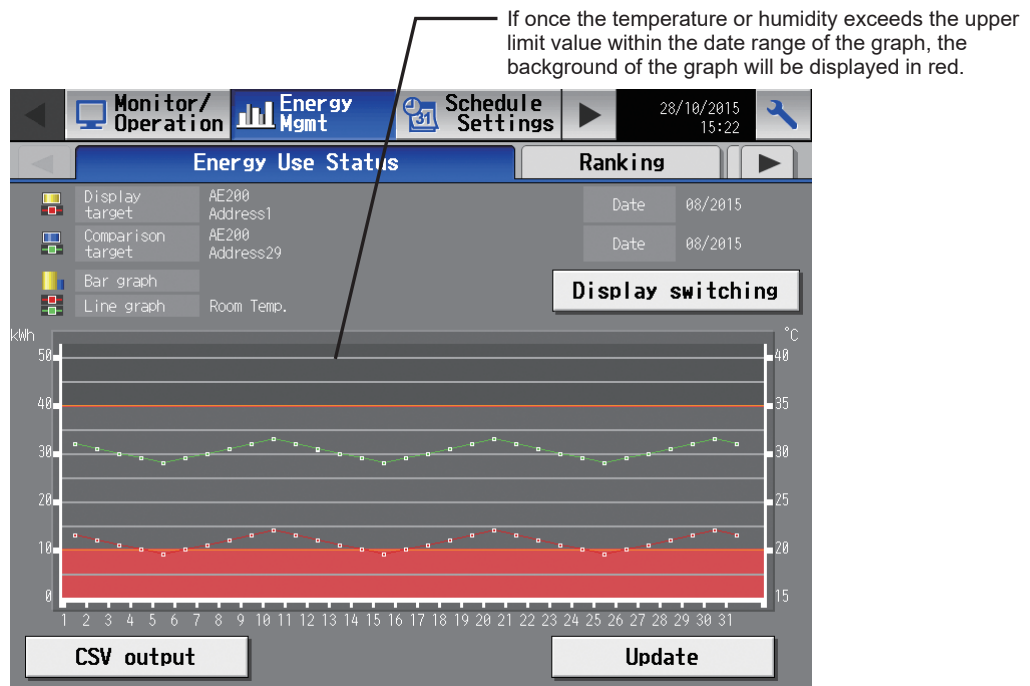 If once the temperature or humidity exceeds the upper
limit value within the date range of the graph, the
background of the graph will be displayed in red.
Monitor/
Operation
Energy
Mgmt
31
Schedule
Settings
28/10/2015
15:22
Energy Use Status
Ranking
Display
target
AE200
Address1
Date
08/2015
Comparison
target
AE200
Address29
Date
08/2015
Bar graph
Line graph
Room Temp.
Display switching
kWh
°C
50
40
40
35
30
30
20
25
10
20
0
15
1 2 3 4 5 6 7 8 9 10 11 12 13 14 15 16 17 18 19 20 21 22 23 24 25 26 27 28 29 30 31
CSV output
Update